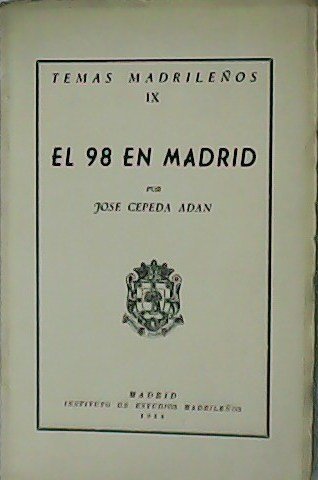 TEMAS MADRILEÑOS
IX
EL 98 EN MADRID
POR
JOSE CEPEDA ADAN
MADRID
INSTITUTO DE ESTUDIOS MADRILEÑOS